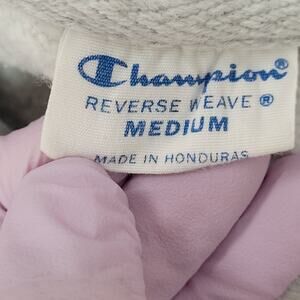 Champion®
REVERSE WEAVE ®
MEDIUM
MADE IN HONDURAS